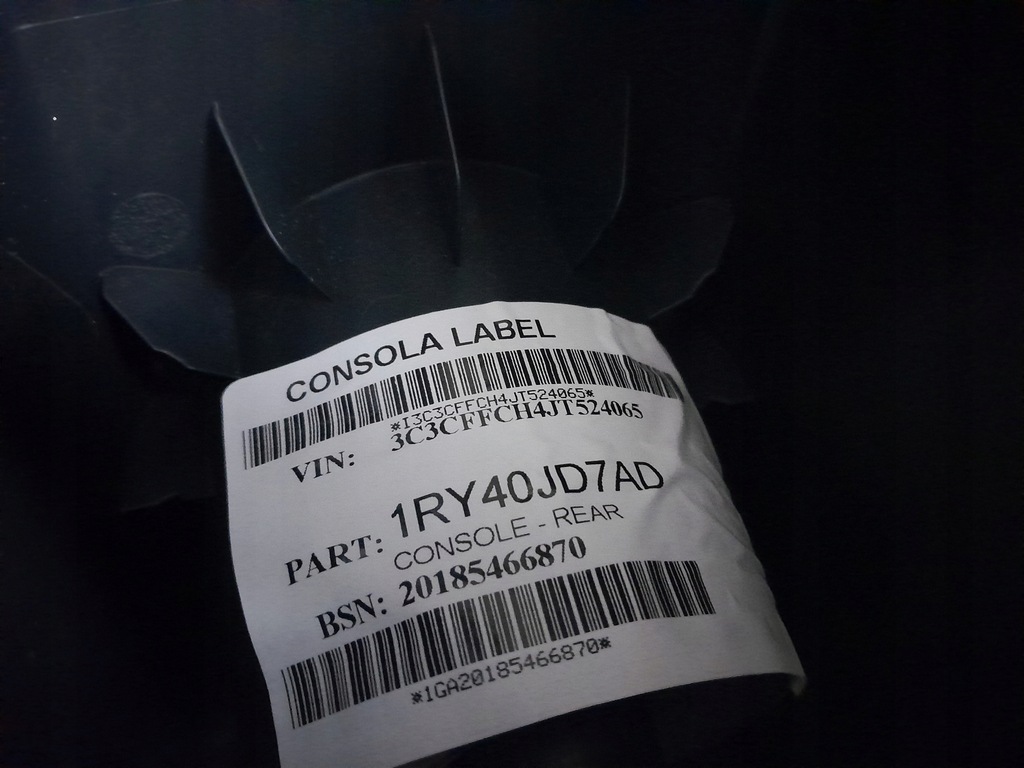 CONSOLA LABEL
*I3C3CFFCH4JT524065*
VIN: 3C3CFFCH4JT524065
PART: 1RY40JD7AD
CONSOLE - REAR
BSN: 20185466870
*1GA20185466870*